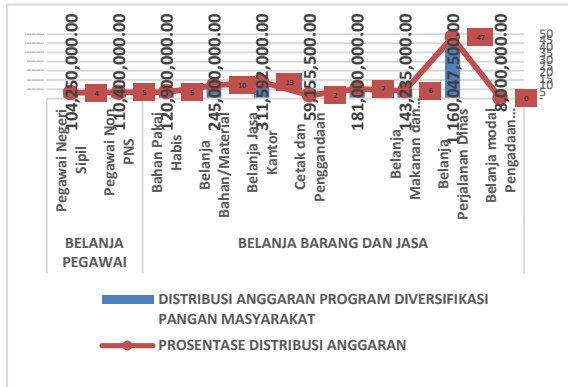 50
45
40
35
30
25
20
15
10
5
-
104,250,000.00
110,400,000.00
120,900,000.00
245,000,000.00
311,592,000.00
59,155,500.00
181,000,000.00
143,235,000.00
1,160,047,500.00
8,000,000.00
4
5
5
10
13
2
7
6
47
0
Pegawai Negeri
Sipil
Pegawai Non
PNS
Bahan Pakai
Habis
Belanja
Bahan/Material
Belanja Jasa
Kantor
Cetak dan
Penggandaan
Belanja
Makanan dan…
Belanja
Perjalanan Dinas
Belanja modal
Pengadaan…
BELANJA
PEGAWAI
BELANJA BARANG DAN JASA
DISTRIBUSI ANGGARAN PROGRAM DIVERSIFIKASI
PANGAN MASYARAKAT
PROSENTASE DISTRIBUSI ANGGARAN